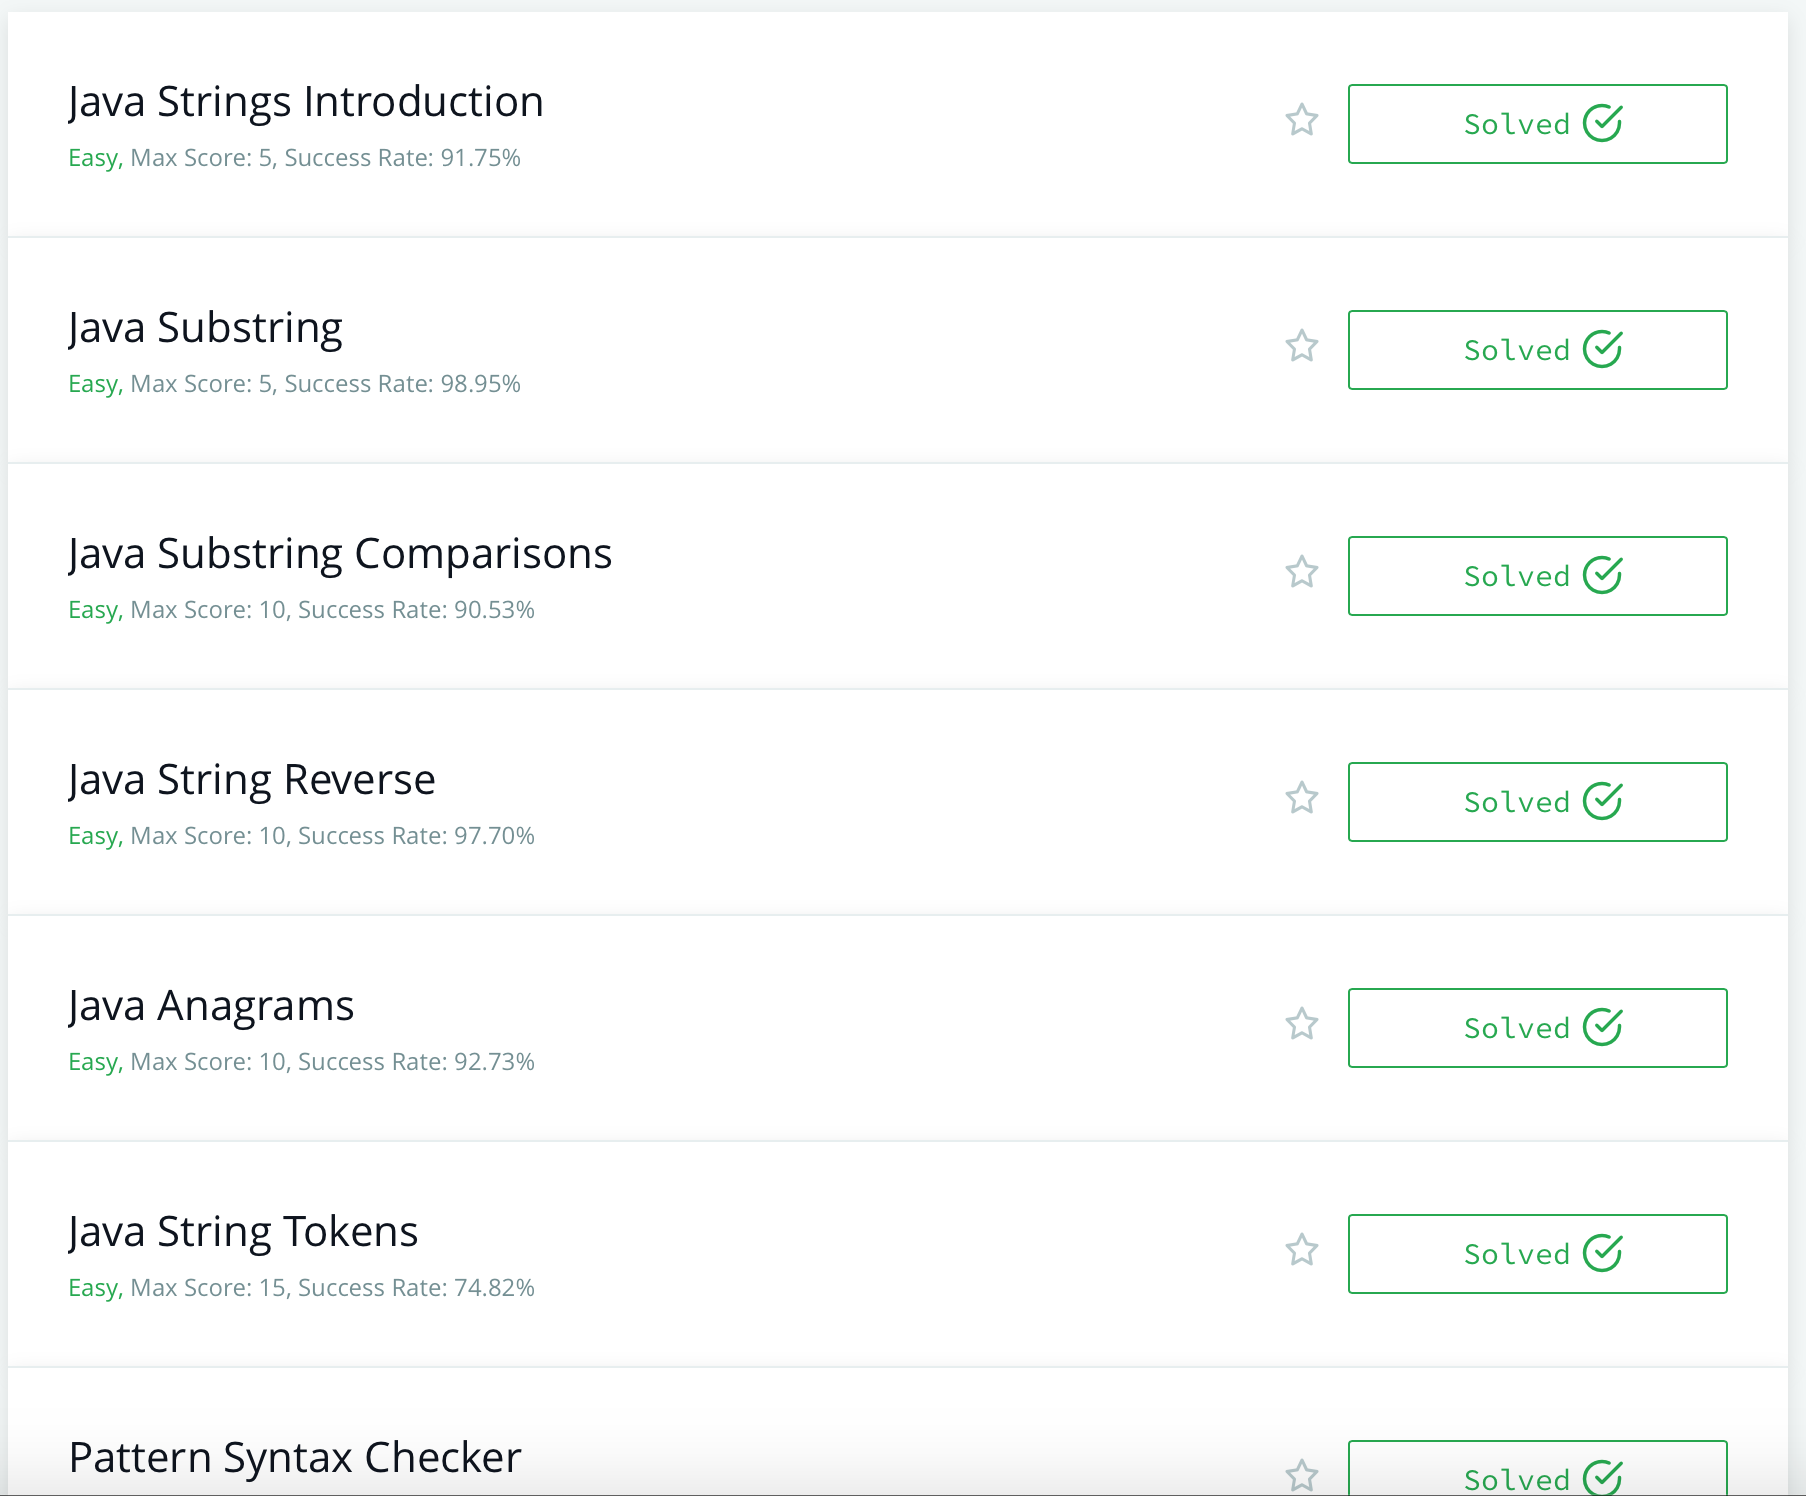 Java Strings Introduction
Easy, Max Score: 5, Success Rate: 91.75%
Solved
Java Substring
Easy, Max Score: 5, Success Rate: 98.95%
Solved
Java Substring Comparisons
Easy, Max Score: 10, Success Rate: 90.53%
Solved
Java String Reverse
Easy, Max Score: 10, Success Rate: 97.70%
Solved
Java Anagrams
Easy, Max Score: 10, Success Rate: 92.73%
Solved
Java String Tokens
Easy, Max Score: 15, Success Rate: 74.82%
Solved
Pattern Syntax Checker
Solved